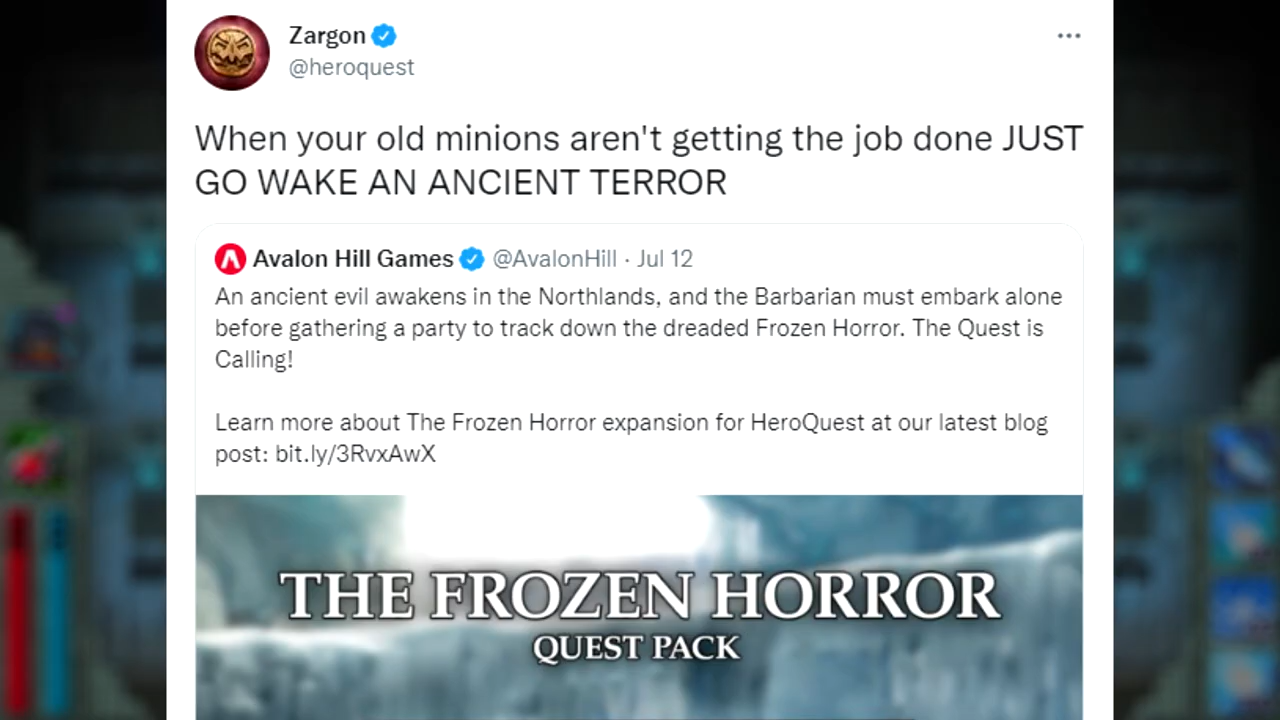 Zargon
@heroquest
When your old minions aren't getting the job done JUST
GO WAKE AN ANCIENT TERROR
Avalon Hill Games @AvalonHill · Jul 12
An ancient evil awakens in the Northlands, and the Barbarian must embark alone
before gathering a party to track down the dreaded Frozen Horror. The Quest is
Calling!
Learn more about The Frozen Horror expansion for HeroQuest at our latest blog
post: bit.ly/3RvxAwX
THE FROZEN HORROR
QUEST PACK